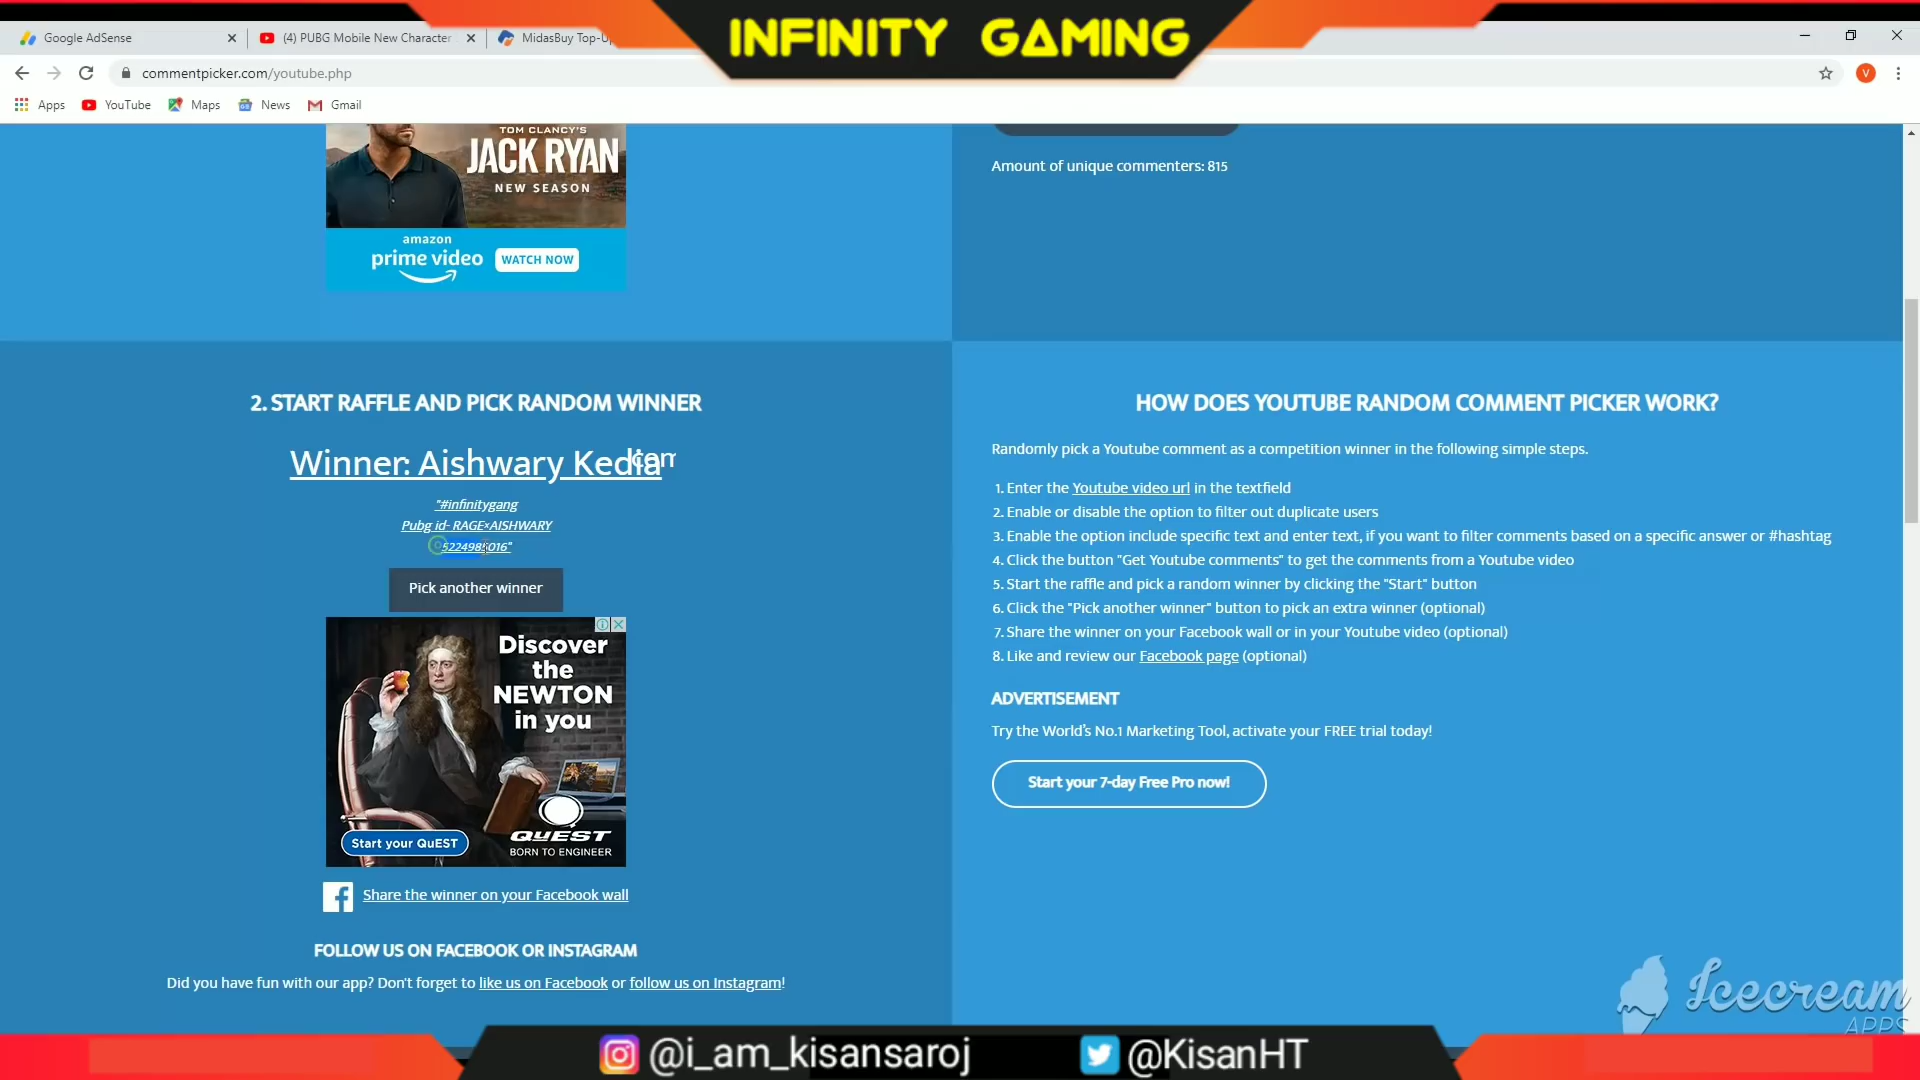 INFINITY GAMING
Google AdSense
(4) PUBG Mobile New Character
MidasBuy Top-U
commentpicker.com/youtube.php
V
Apps
YouTube
Maps
News
Gmail
TOM CLANCY'S
JACK RYAN
NEW SEASON
amazon
prime video
WATCH NOW
Amount of unique commenters: 815
2. START RAFFLE AND PICK RANDOM WINNER
Winner: Aishwary Kedia
"#infinitygang
Pubg id- RAGE×AISHWARY
5224985016"
Pick another winner
Discover
the
NEWTON
in you
Start your QuEST
QuEST
BORN TO ENGINEER
Share the winner on your Facebook wall
FOLLOW US ON FACEBOOK OR INSTAGRAM
Did you have fun with our app? Don't forget to like us on Facebook or follow us on Instagram!
HOW DOES YOUTUBE RANDOM COMMENT PICKER WORK?
Randomly pick a Youtube comment as a competition winner in the following simple steps.
1. Enter the Youtube video url in the textfield
2. Enable or disable the option to filter out duplicate users
3. Enable the option include specific text and enter text, if you want to filter comments based on a specific answer or #hashtag
4. Click the button "Get Youtube comments" to get the comments from a Youtube video
5. Start the raffle and pick a random winner by clicking the "Start" button
6. Click the "Pick another winner" button to pick an extra winner (optional)
7. Share the winner on your Facebook wall or in your Youtube video (optional)
8. Like and review our Facebook page (optional)
ADVERTISEMENT
Try the World's No.1 Marketing Tool, activate your FREE trial today!
Start your 7-day Free Pro now!
Icecream
APPS
@i_am_kisansaroj
@KisanHT